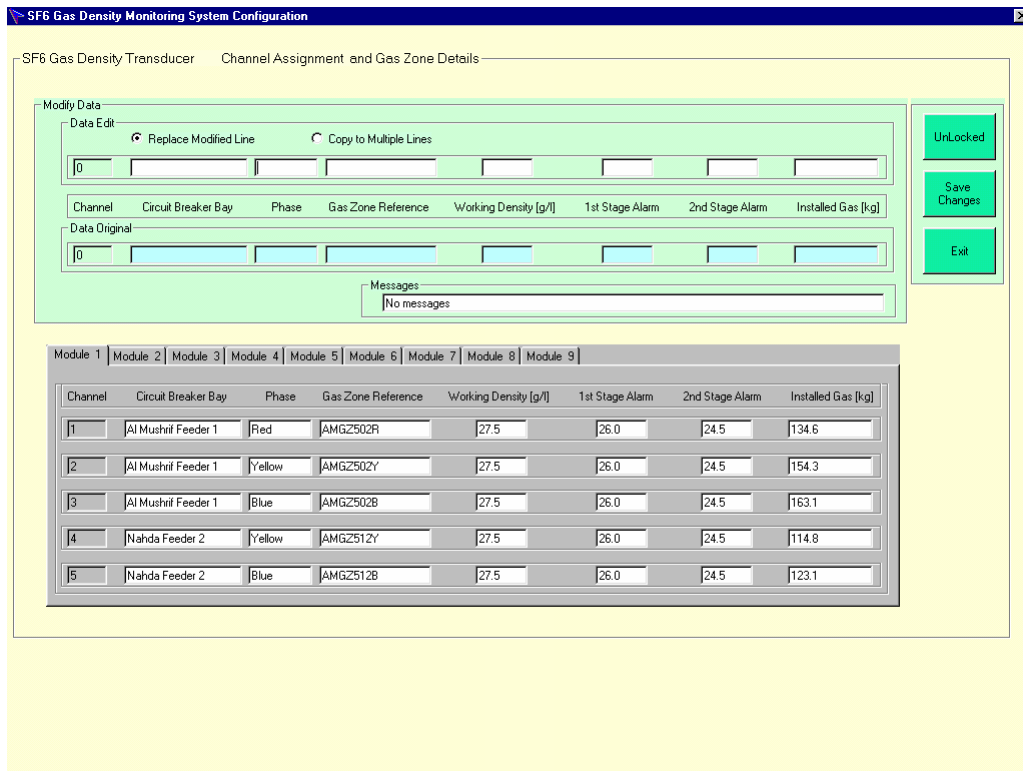 SF6 Gas Density Monitoring System Configuration
SF6 Gas Density Transducer Channel Assignment and Gas Zone Details
Modify Data
Data Edit
Replace Modified Line Copy to Multiple Lines
0
Channel Circuit Breaker Bay Phase Gas Zone Reference Working Density [g/l] 1st Stage Alarm 2nd Stage Alarm Installed Gas [kg]
Data Original
0
Messages
No messages
UnLocked
Save
Changes
Exit
Module 1 Module 2 Module 3 Module 4 Module 5 Module 6 Module 7 Module 8 Module 9
Channel Circuit Breaker Bay Phase Gas Zone Reference Working Density [g/l] 1st Stage Alarm 2nd Stage Alarm Installed Gas [kg]
1 Al Mushrif Feeder 1 Red AMGZ502R 27.5 26.0 24.5 134.6
2 Al Mushrif Feeder 1 Yellow AMGZ502Y 27.5 26.0 24.5 154.3
3 Al Mushrif Feeder 1 Blue AMGZ502B 27.5 26.0 24.5 163.1
4 Nahda Feeder 2 Yellow AMGZ512Y 27.5 26.0 24.5 114.8
5 Nahda Feeder 2 Blue AMGZ512B 27.5 26.0 24.5 123.1